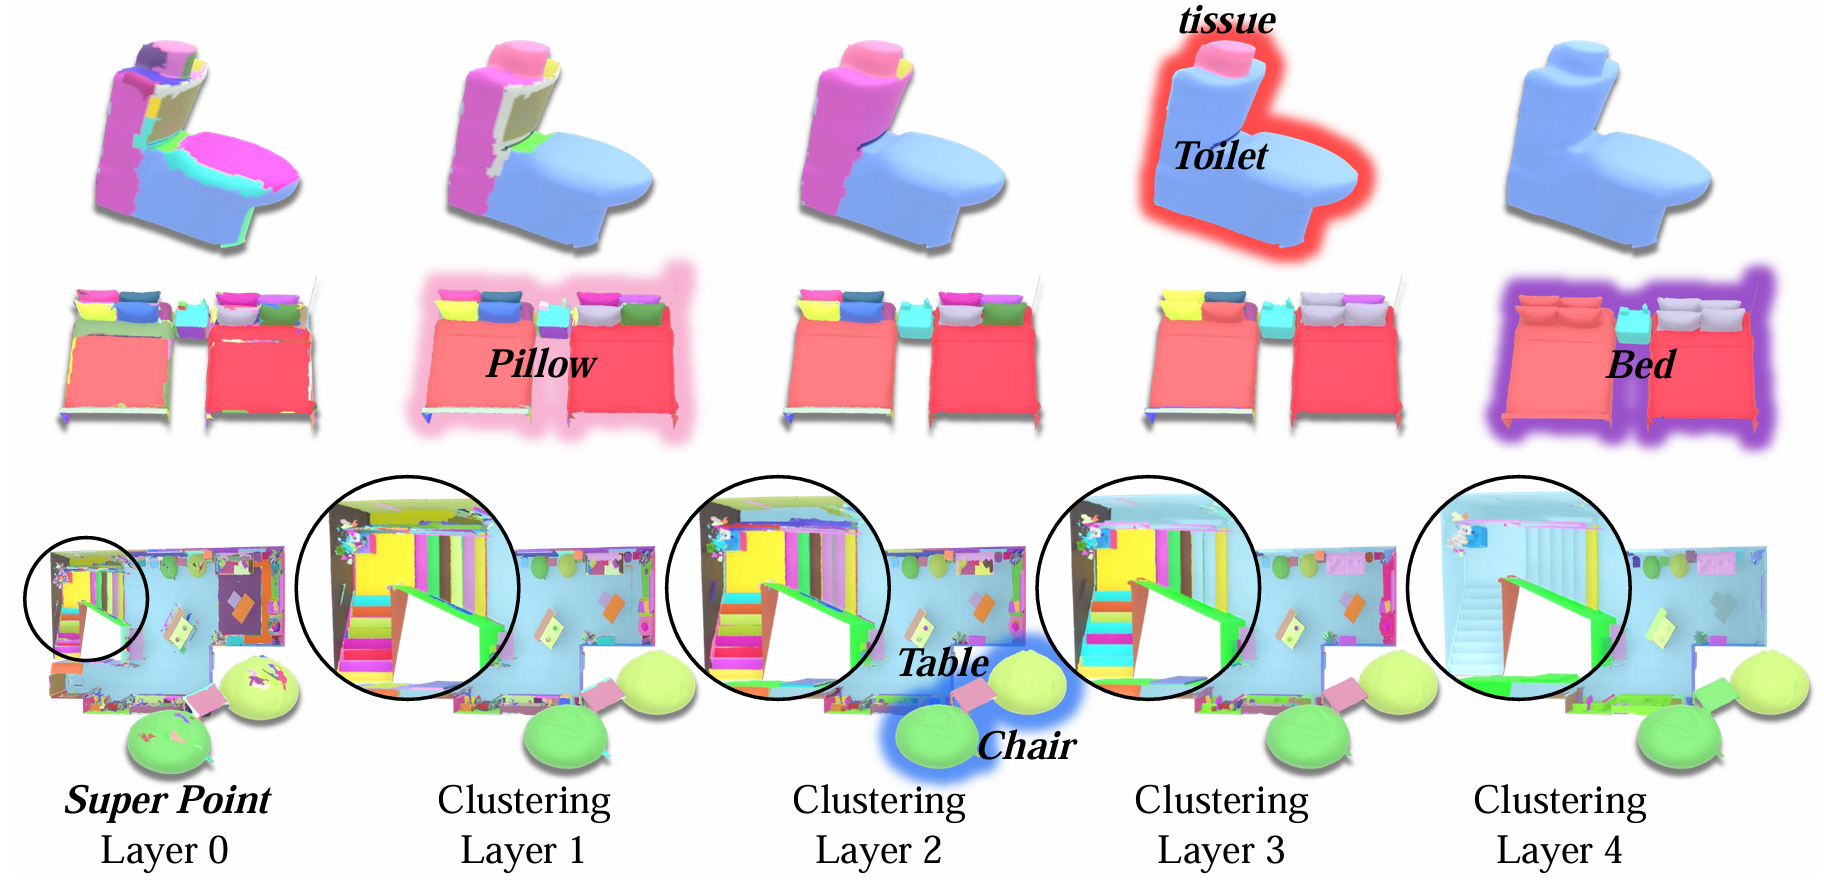 tissue
Toilet
Pillow
Bed
Table
Chair
Super Point
Layer 0
Clustering
Layer 1
Clustering
Layer 2
Clustering
Layer 3
Clustering
Layer 4